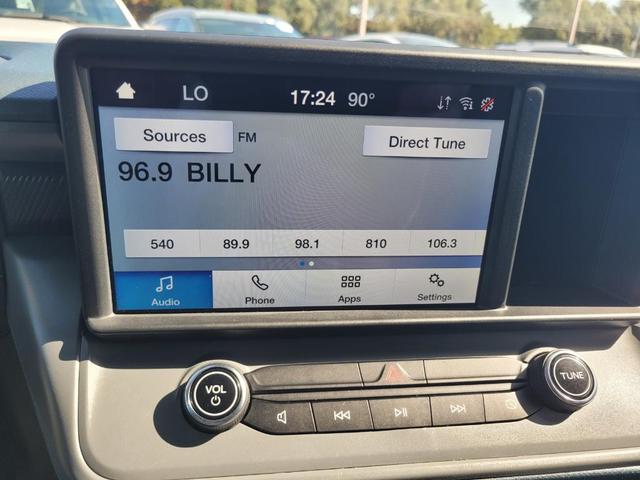 LO 17:24 90°
Sources FM Direct Tune
96.9 BILLY
540 89.9 98.1 810 106.3
Audio Phone Apps Settings
VOL
TUNE